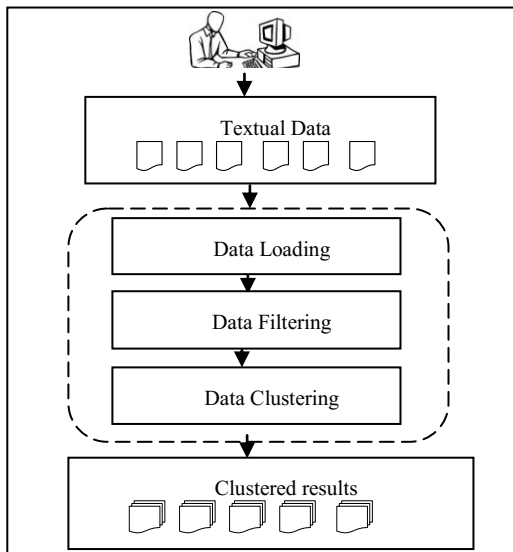 Textual Data
Data Loading
Data Filtering
Data Clustering
Clustered results